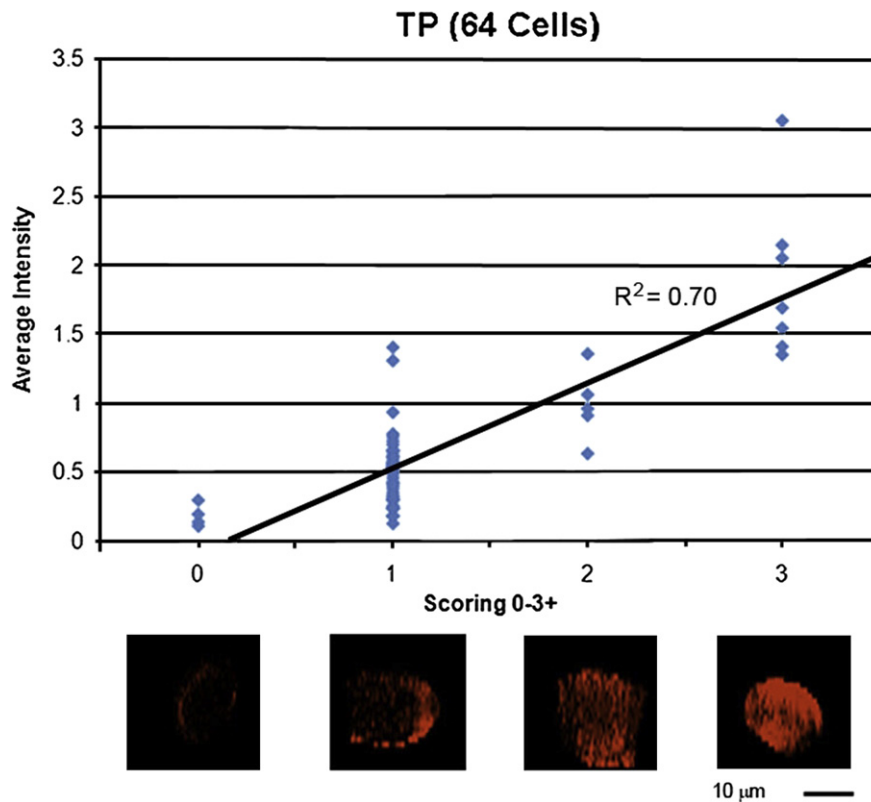 TP (64 Cells)
3.5
3
2.5
2
1.5
1
0.5
0
Average Intensity
R²= 0.70
0 1 2 3
Scoring 0-3+
10 µm